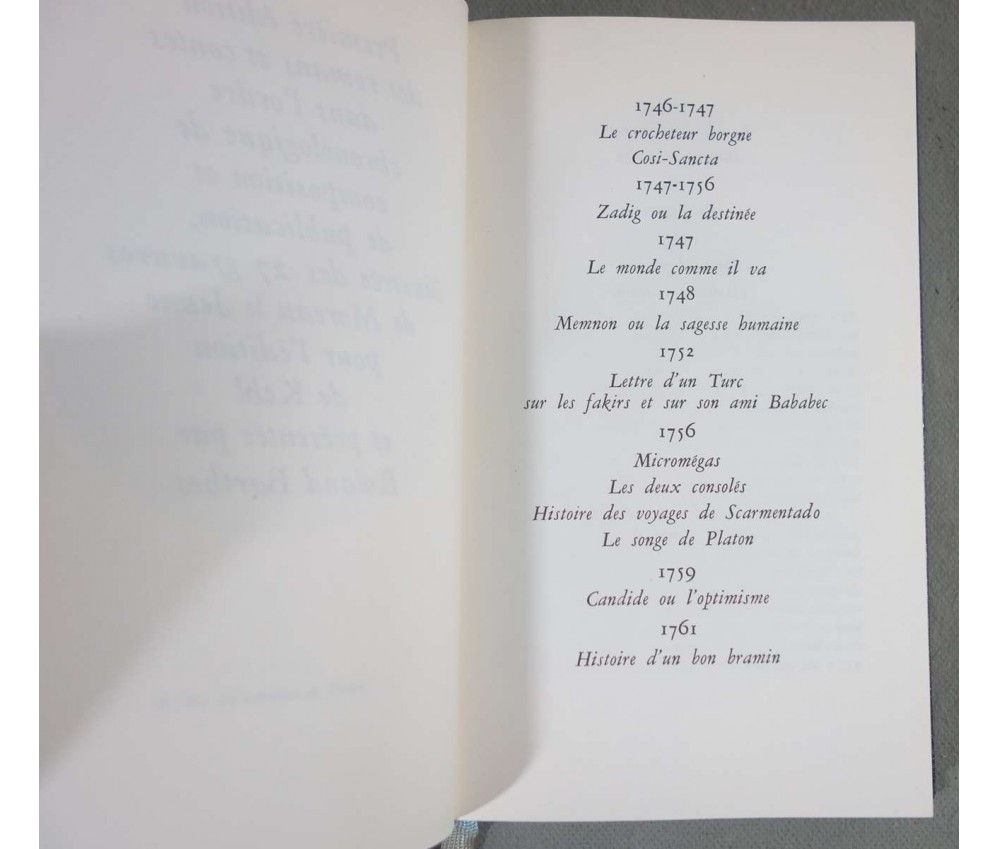 1746-1747
Le crocheteur borgne
Cosi-Sancta
1747-1756
Zadig ou la destinée
1747
Le monde comme il va
1748
Memnon ou la sagesse humaine
1752
Lettre d'un Turc
sur les fakirs et sur son ami Bababec
1756
Micromégas
Les deux consolés
Histoire des voyages de Scarmentado
Le songe de Platon
1759
Candide ou l'optimisme
1761
Histoire d'un bon bramin